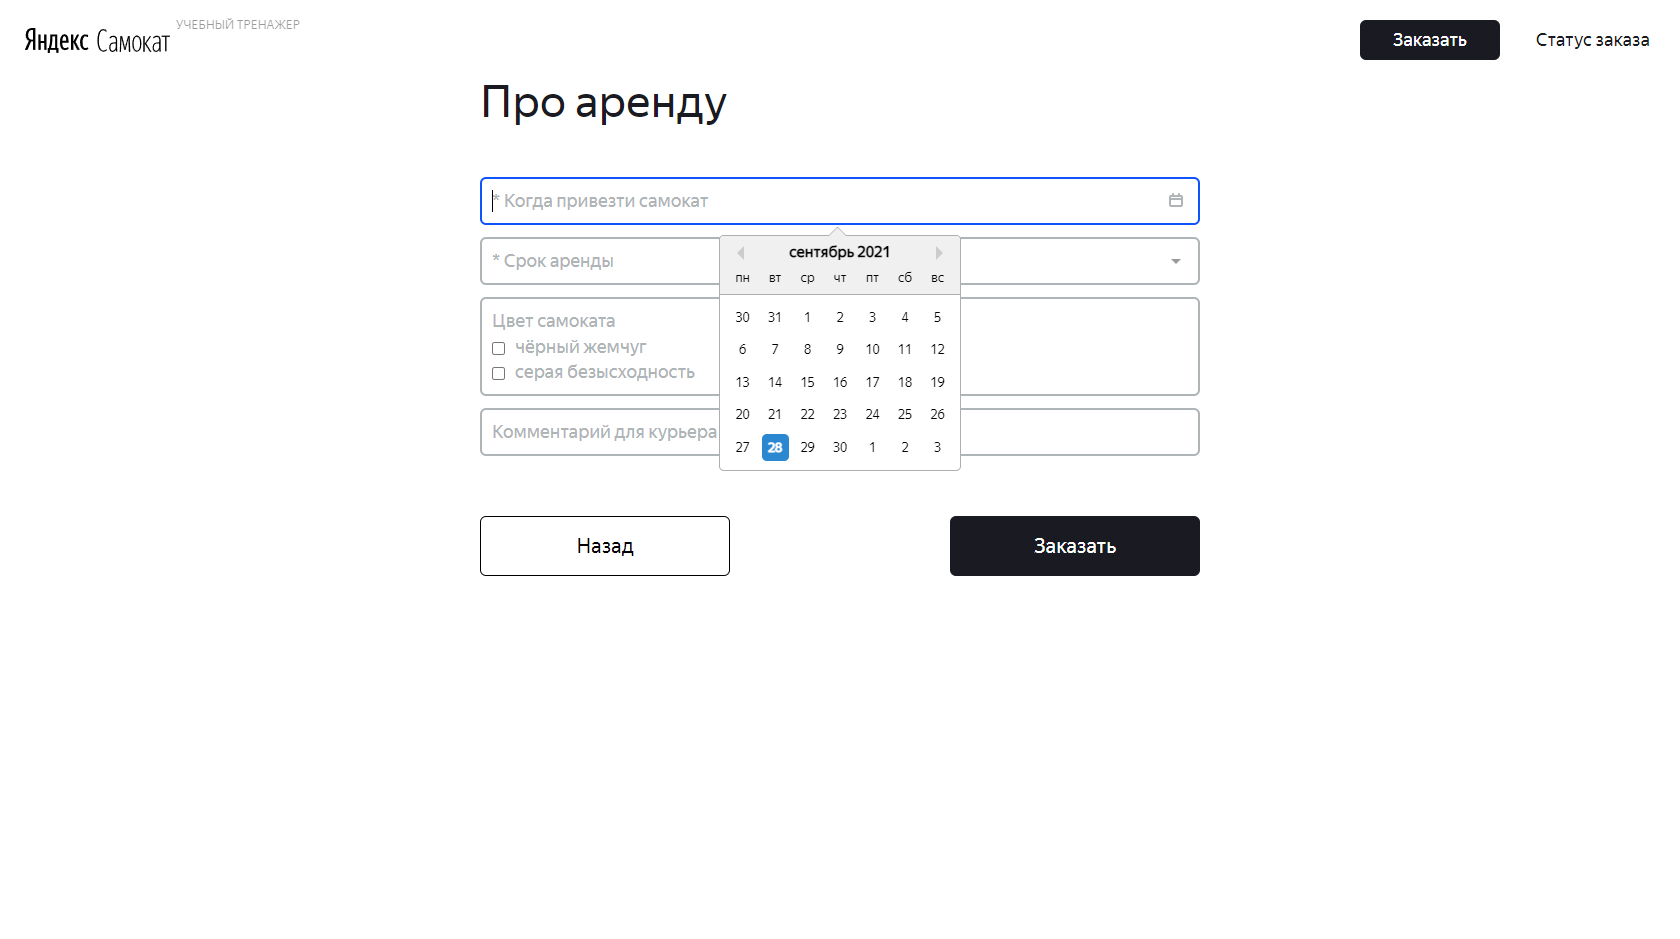 Яндекс Самокат
УЧЕБНЫЙ ТРЕНАЖЕР
Заказать
Статус заказа
Про аренду
* Когда привезти самокат
* Срок аренды
сентябрь 2021
пн вт ср чт пт сб вс
30 31 1 2 3 4 5
6 7 8 9 10 11 12
13 14 15 16 17 18 19
20 21 22 23 24 25 26
27 28 29 30 1 2 3
Цвет самоката
чёрный жемчуг
серая безысходность
Комментарий для курьера
Назад
Заказать